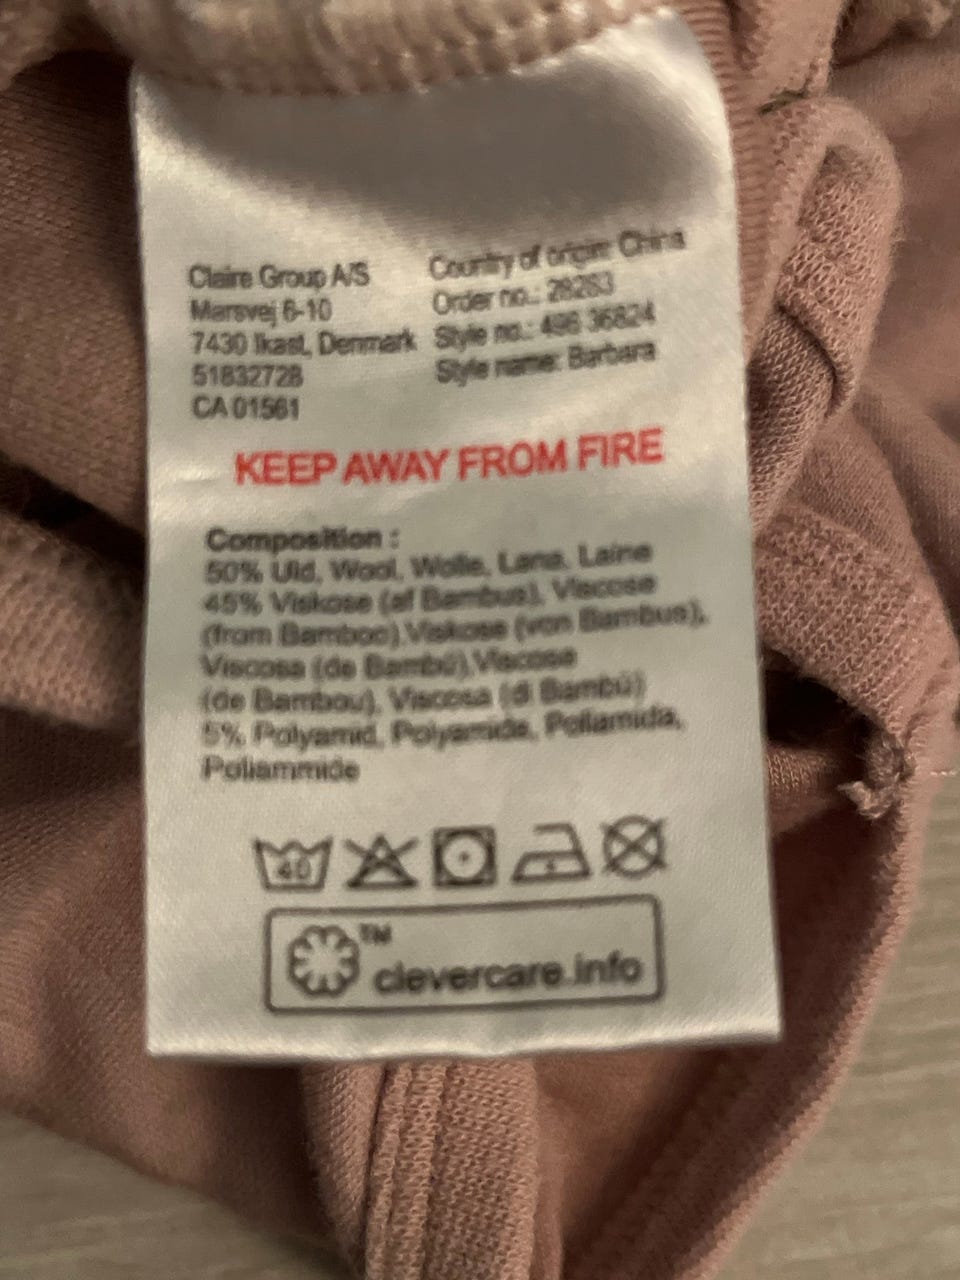 Claire Group A/S
Marsvej 6-10
7430 Ikast, Denmark
51832728
CA 01561
Country of origin: China
Order no.: 28283
Style no.: 496 36824
Style name: Barbara
KEEP AWAY FROM FIRE
Composition :
50% Uld, Wool, Wolle, Lana, Laine
45% Viskose (af Bambus), Viscose
(from Bamboo),Viskose (von Bambus),
Viscosa (de Bambú),Viscose
(de Bambou), Viscosa (di Bambù)
5% Polyamid, Polyamide, Poliamida,
Poliammide
40
TM
clevercare.info